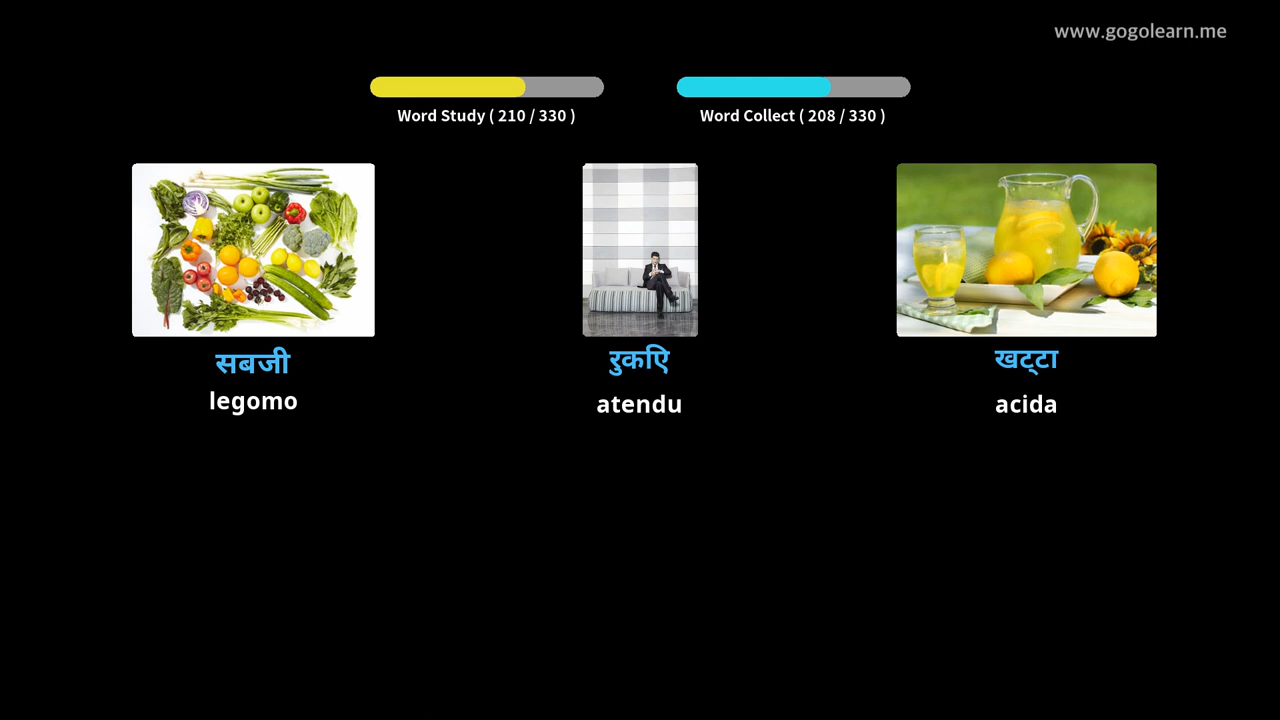 www.gogolearn.me
Word Study ( 210 / 330 )
Word Collect ( 208 / 330 )
सबजी
रुकिए
खट्टा
legomo
atendu
acida